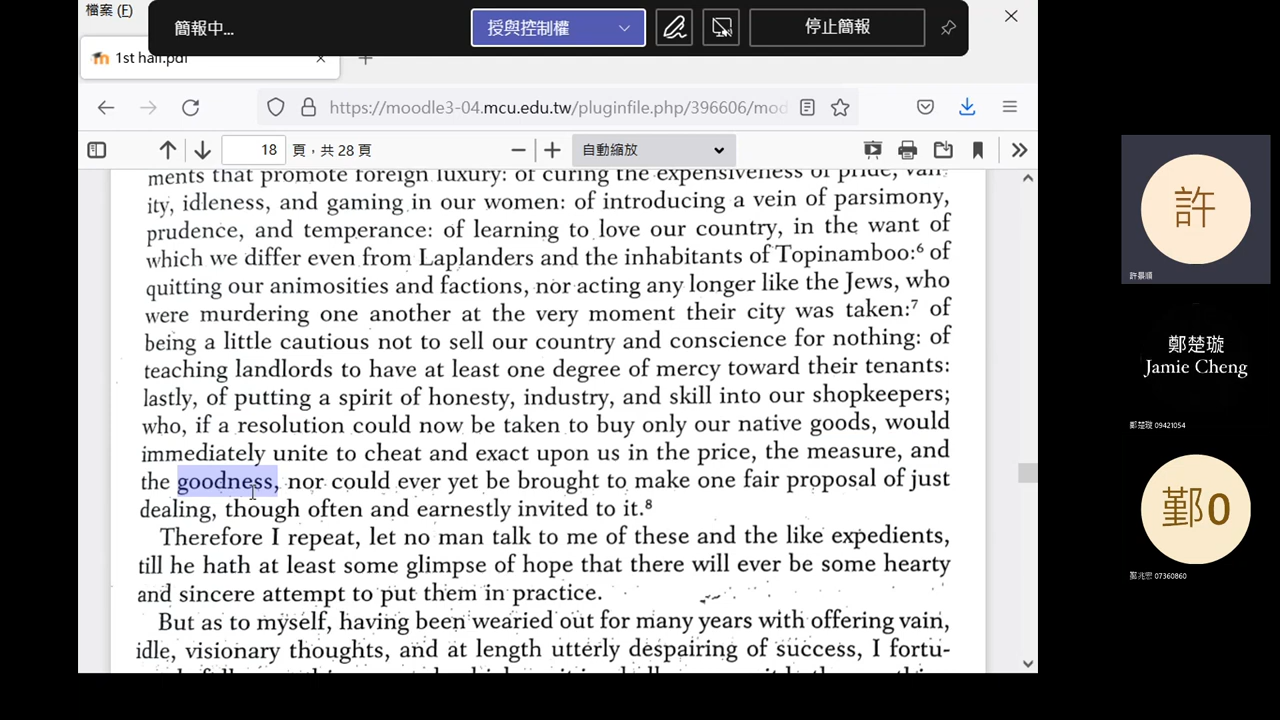 檔案 (F)
簡報中...
授與控制權
停止簡報
1st half.pdf
https://moodle3-04.mcu.edu.tw/pluginfile.php/396606/mod
18 頁，共 28 頁
自動縮放
ments that promote foreign luxury: of curing the expensiveness of pride, van-
ity, idleness, and gaming in our women: of introducing a vein of parsimony,
prudence, and temperance: of learning to love our country, in the want of
which we differ even from Laplanders and the inhabitants of Topinamboo:⁶ of
quitting our animosities and factions, nor acting any longer like the Jews, who
were murdering one another at the very moment their city was taken:⁷ of
being a little cautious not to sell our country and conscience for nothing: of
teaching landlords to have at least one degree of mercy toward their tenants:
lastly, of putting a spirit of honesty, industry, and skill into our shopkeepers;
who, if a resolution could now be taken to buy only our native goods, would
immediately unite to cheat and exact upon us in the price, the measure, and
the goodness, nor could ever yet be brought to make one fair proposal of just
dealing, though often and earnestly invited to it.⁸
Therefore I repeat, let no man talk to me of these and the like expedients,
till he hath at least some glimpse of hope that there will ever be some hearty
and sincere attempt to put them in practice.
But as to myself, having been wearied out for many years with offering vain,
idle, visionary thoughts, and at length utterly despairing of success, I fortu-
許
許慕順
鄭楚璇
Jamie Cheng
鄭楚璇 09421054
鄞0
鄞兆宏 07360860